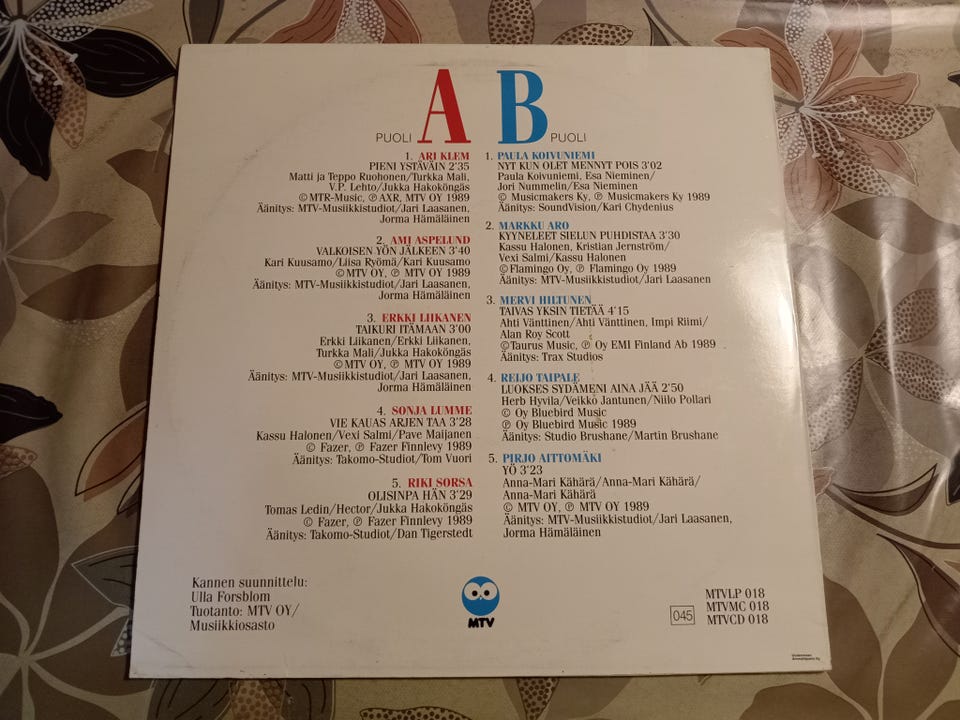 PUOLI A
1. ARI KLEM
PIENI YSTÄVÄIN 2'35
Matti ja Teppo Ruohonen/Turkka Mali,
V.P. Lehto/Jukka Hakoköngäs
© MTR-Music, ℗ AXR, MTV OY 1989
Äänitys: MTV-Musiikkistudiot/Jari Laasanen,
Jorma Hämäläinen
2. AMI ASPELUND
VALKOISEN YÖN JÄLKEEN 3'40
Kari Kuusamo/Liisa Ryömä/Kari Kuusamo
© MTV OY, ℗ MTV OY 1989
Äänitys: MTV-Musiikkistudiot/Jari Laasanen,
Jorma Hämäläinen
3. ERKKI LIIKANEN
TAIKURI ITÄMAAN 3'00
Erkki Liikanen/Erkki Liikanen,
Turkka Mali/Jukka Hakoköngäs
© MTV OY, ℗ MTV OY 1989
Äänitys: MTV-Musiikkistudiot/Jari Laasanen,
Jorma Hämäläinen
4. SONJA LUMME
VIE KAUAS ARJEN TAA 3'28
Kassu Halonen/Vexi Salmi/Pave Maijanen
© Fazer, ℗ Fazer Finnlevy 1989
Äänitys: Takomo-Studiot/Tom Vuori
5. RIKI SORSA
OLISINPA HÄN 3'29
Tomas Ledin/Hector/Jukka Hakoköngäs
© Fazer, ℗ Fazer Finnlevy 1989
Äänitys: Takomo-Studiot/Dan Tigerstedt
B PUOLI
1. PAULA KOIVUNIEMI
NYT KUN OLET MENNYT POIS 3'02
Paula Koivuniemi, Esa Nieminen/
Jori Nummelin/Esa Nieminen
© Musicmakers Ky, ℗ Musicmakers Ky 1989
Äänitys: SoundVision/Kari Chydenius
2. MARKKU ARO
KYYNELEET SIELUN PUHDISTAA 3'30
Kassu Halonen, Kristian Jernström/
Vexi Salmi/Kassu Halonen
© Flamingo Oy, ℗ Flamingo Oy 1989
Äänitys: MTV-Musiikkistudiot/Jari Laasanen
3. MERVI HILTUNEN
TAIVAS YKSIN TIETÄÄ 4'15
Ahti Vänttinen/Ahti Vänttinen, Impi Riimi/
Alan Roy Scott
© Taurus Music, ℗ Oy EMI Finland Ab 1989
Äänitys: Trax Studios
4. REIJO TAIPALE
LUOKSES SYDÄMENI AINA JÄÄ 2'50
Herb Hyvila/Veikko Jantunen/Niilo Pollari
© Oy Bluebird Music
℗ Oy Bluebird Music 1989
Äänitys: Studio Brushane/Martin Brushane
5. PIRJO AITTOMÄKI
YÖ 3'23
Anna-Mari Kähärä/Anna-Mari Kähärä/
Anna-Mari Kähärä
© MTV OY, ℗ MTV OY 1989
Äänitys: MTV-Musiikkistudiot/Jari Laasanen,
Jorma Hämäläinen
Kannen suunnittelu:
Ulla Forsblom
Tuotanto: MTV OY/
Musiikkiosasto
MTV
045
MTVLP 018
MTVMC 018
MTVCD 018